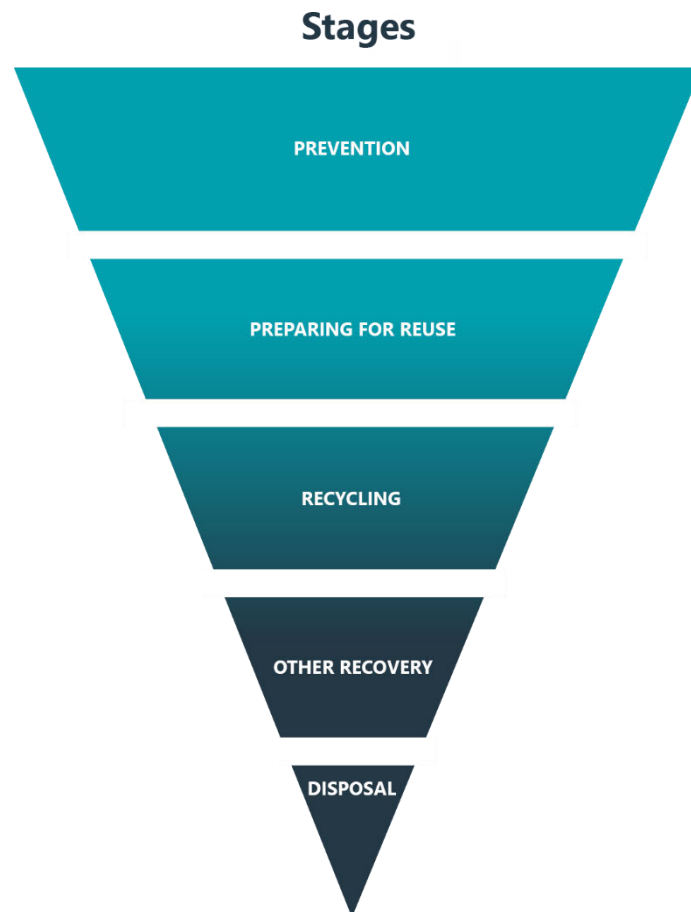 Stages
PREVENTION
PREPARING FOR REUSE
RECYCLING
OTHER RECOVERY
DISPOSAL